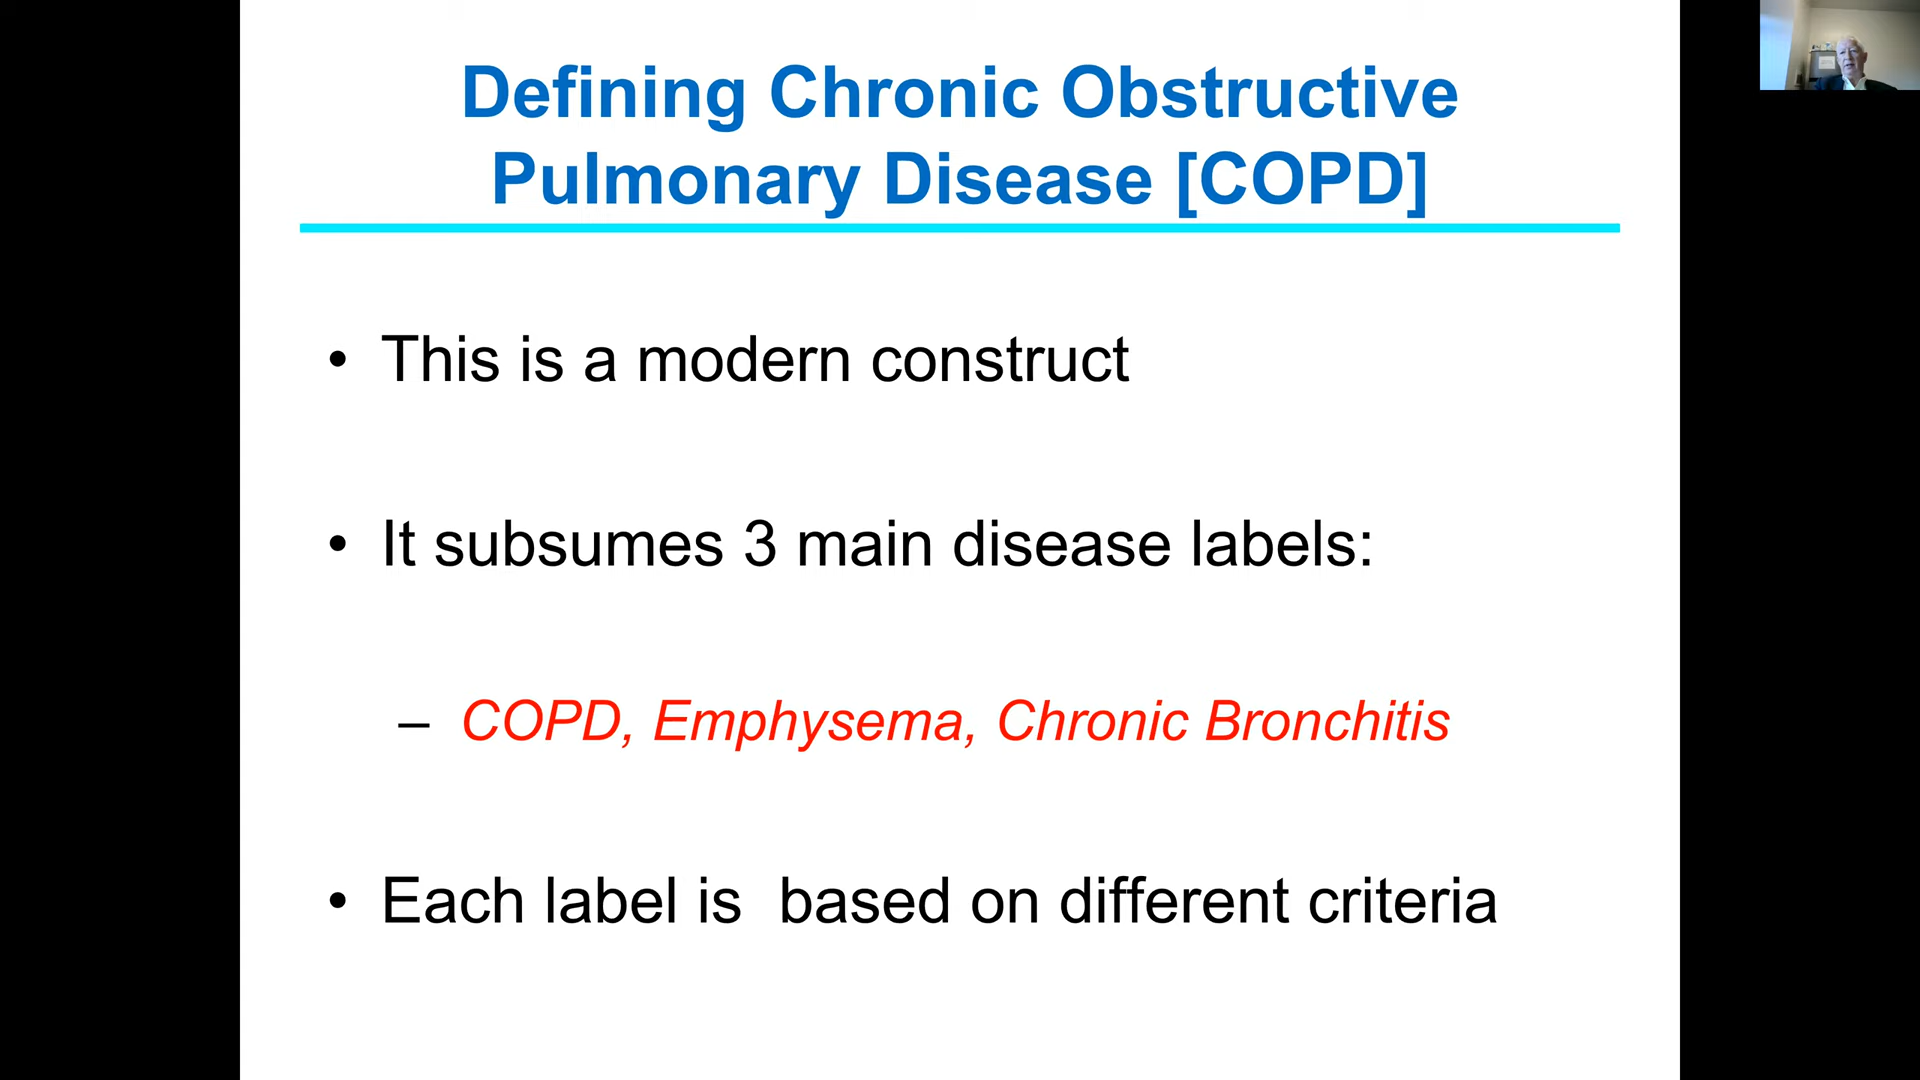 Defining Chronic Obstructive
Pulmonary Disease [COPD]
• This is a modern construct
• It subsumes 3 main disease labels:
– COPD, Emphysema, Chronic Bronchitis
• Each label is  based on different criteria